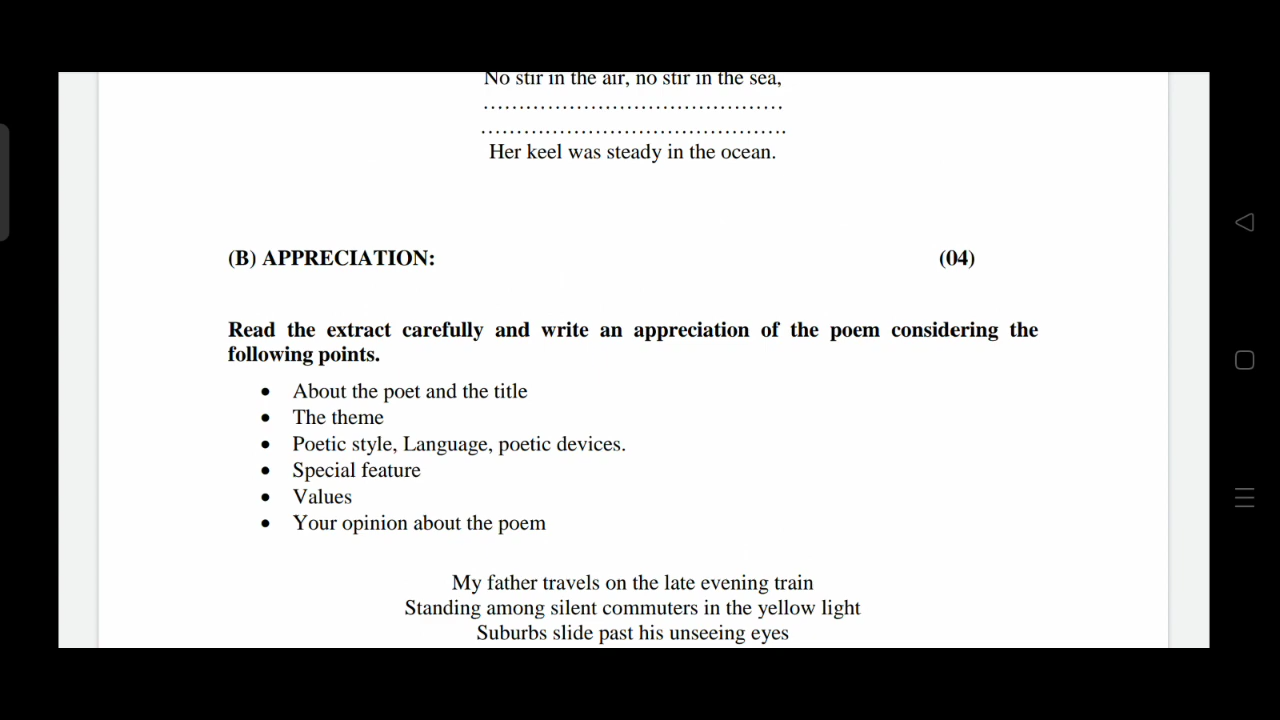 No stir in the air, no stir in the sea,
..........................................
...........................................
Her keel was steady in the ocean.
(B) APPRECIATION: (04)
Read the extract carefully and write an appreciation of the poem considering the
following points.
• About the poet and the title
• The theme
• Poetic style, Language, poetic devices.
• Special feature
• Values
• Your opinion about the poem
My father travels on the late evening train
Standing among silent commuters in the yellow light
Suburbs slide past his unseeing eyes